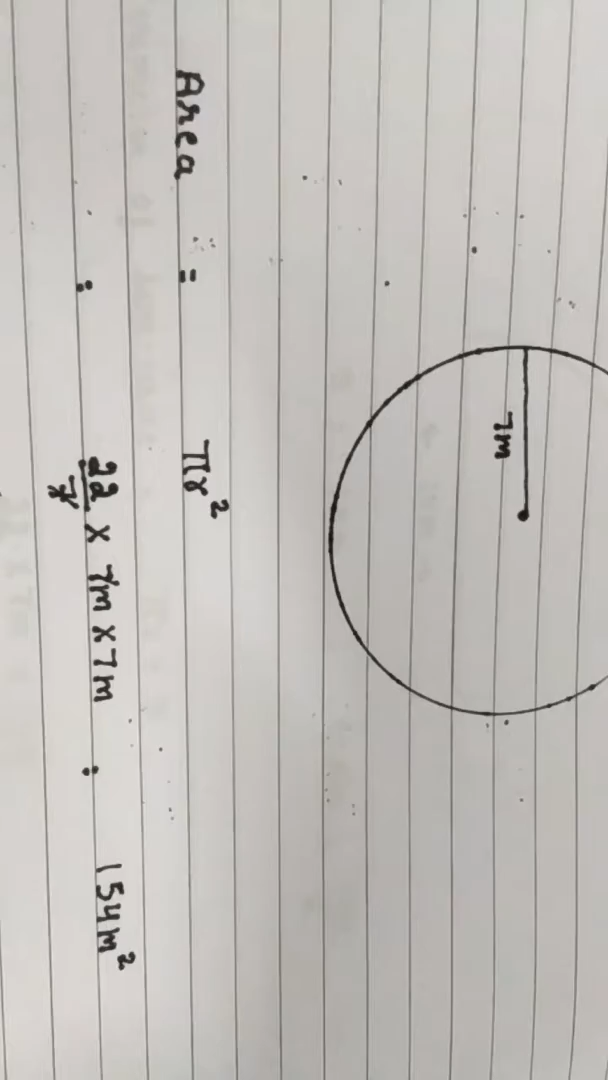 7m
Area = πr²
= 22/7 × 7m × 7m = 154m²